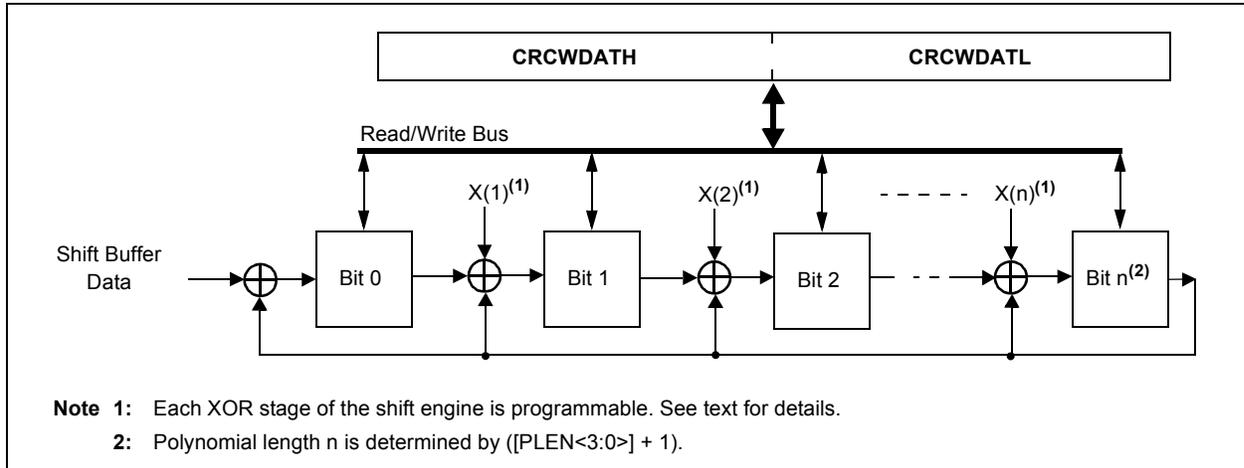 CRCWDATH CRCWDATL
Read/Write Bus
X(1)(1) X(2)(1) X(n)(1)
Shift Buffer
Data
Bit 0 Bit 1 Bit 2 Bit n(2)
Note 1: Each XOR stage of the shift engine is programmable. See text for details.
2: Polynomial length n is determined by ([PLEN<3:0>] + 1).